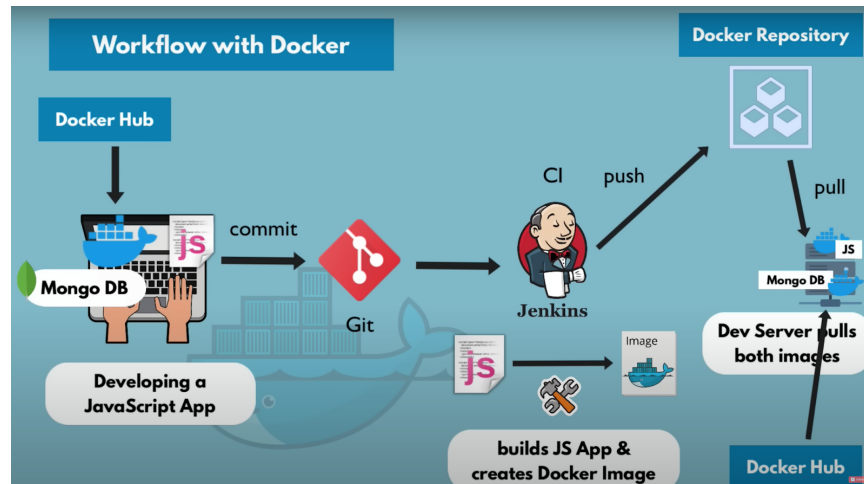 Workflow with Docker
Docker Repository
Docker Hub
CI
push
pull
commit
js
JS
Mongo DB
Mongo DB
Git
Jenkins
Dev Server pulls
both images
js
Image
Developing a
JavaScript App
builds JS App &
creates Docker Image
Docker Hub